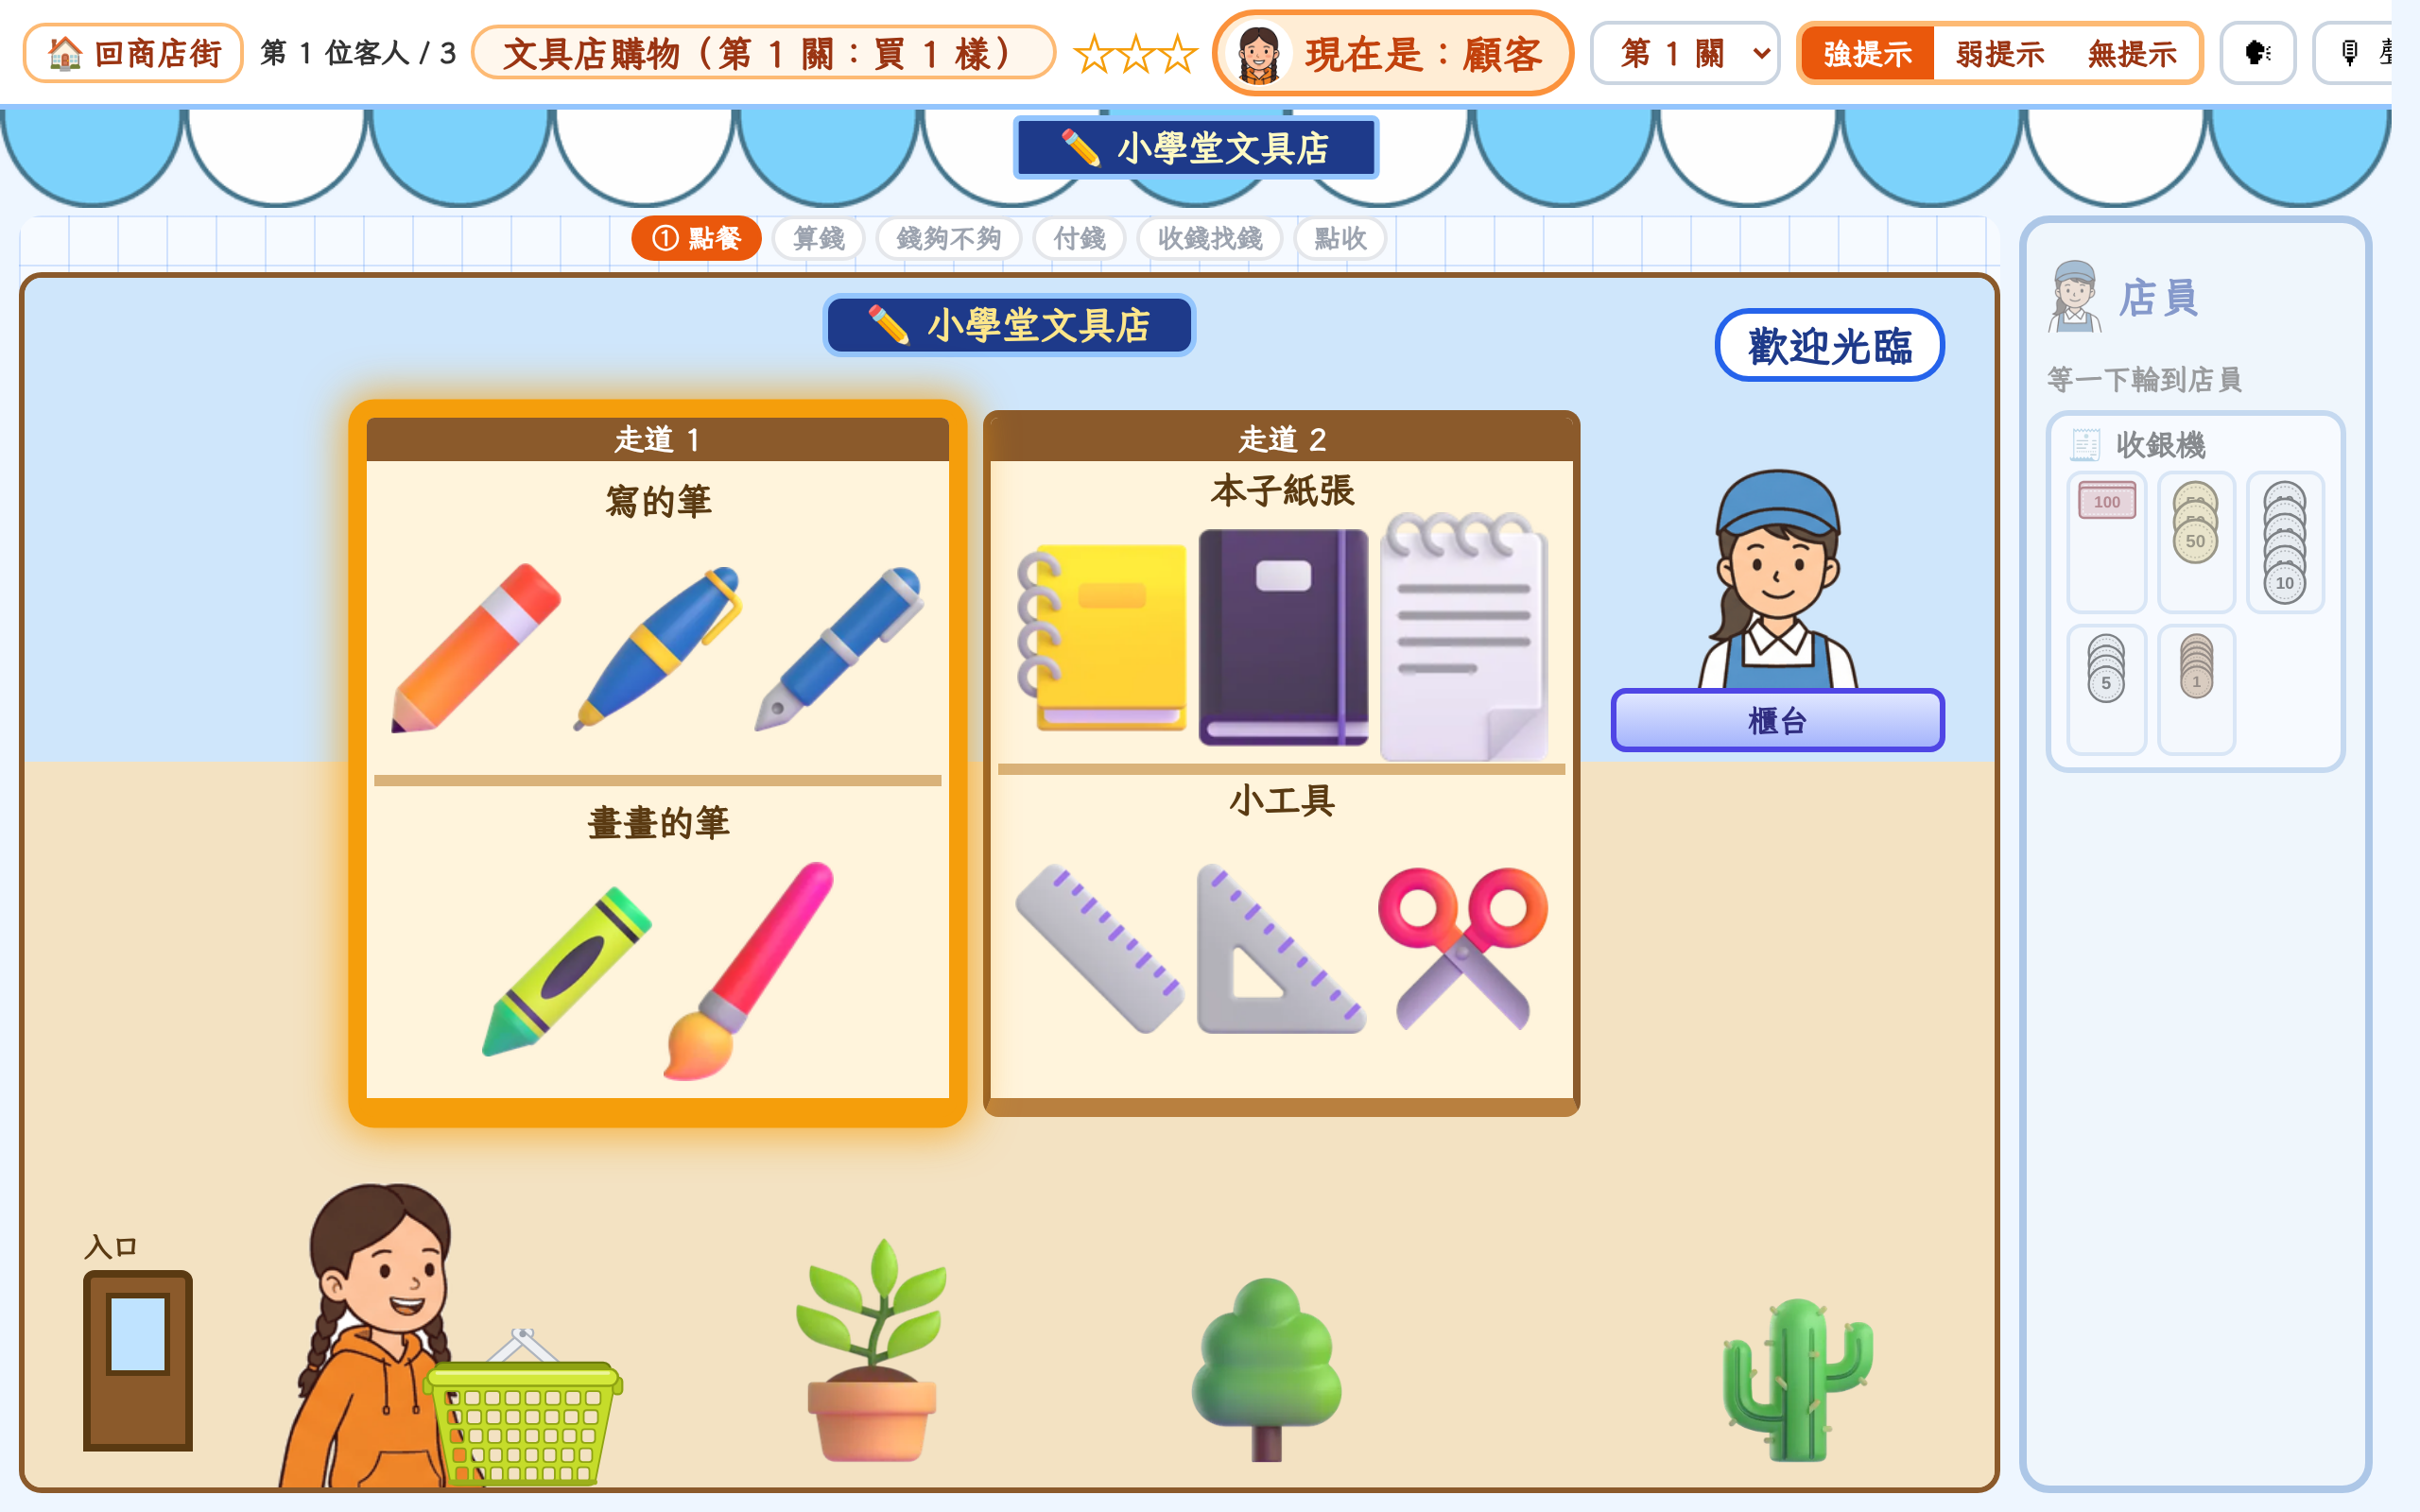 回商店街
第 1 位客人 / 3
文具店購物（第 1 關：買 1 樣）
現在是：顧客
第 1 關
強提示
弱提示
無提示
小學堂文具店
① 點餐
算錢
錢夠不夠
付錢
收錢找錢
點收
小學堂文具店
歡迎光臨
走道 1
寫的筆
畫畫的筆
走道 2
本子紙張
小工具
櫃台
入口
店員
等一下輪到店員
收銀機
100
50
10
5
1